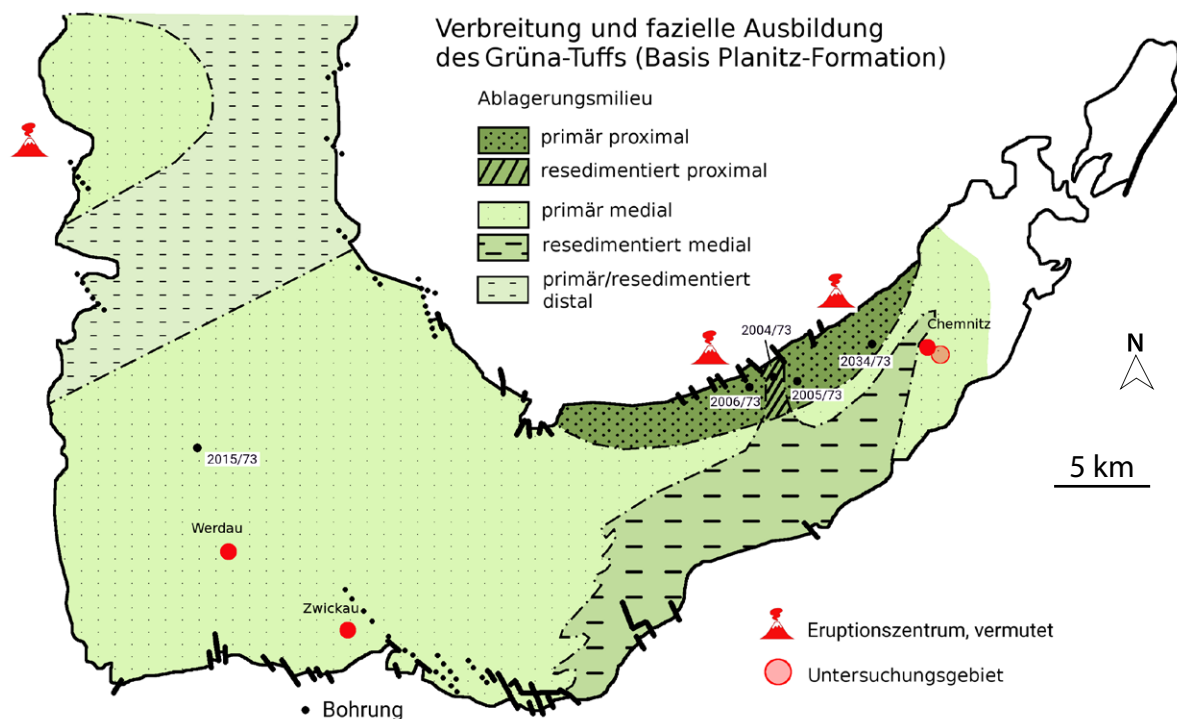 Verbreitung und fazielle Ausbildung
des Grüna-Tuffs (Basis Planitz-Formation)
Ablagerungsmilieu
primär proximal
resedimentiert proximal
primär medial
resedimentiert medial
primär/resedimentiert
distal
2004/73
Chemnitz
N
2034/73
2006/73
2005/73
2015/73
5 km
Werdau
Zwickau
Eruptionszentrum, vermutet
Untersuchungsgebiet
Bohrung